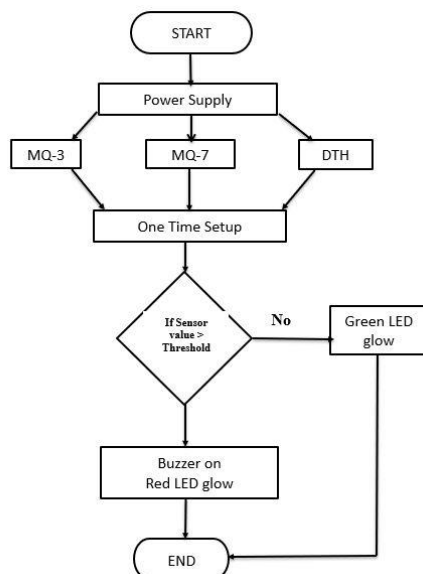 START
Power Supply
MQ-3
MQ-7
DTH
One Time Setup
If Sensor
value >
Threshold
No
Green LED
glow
Buzzer on
Red LED glow
END